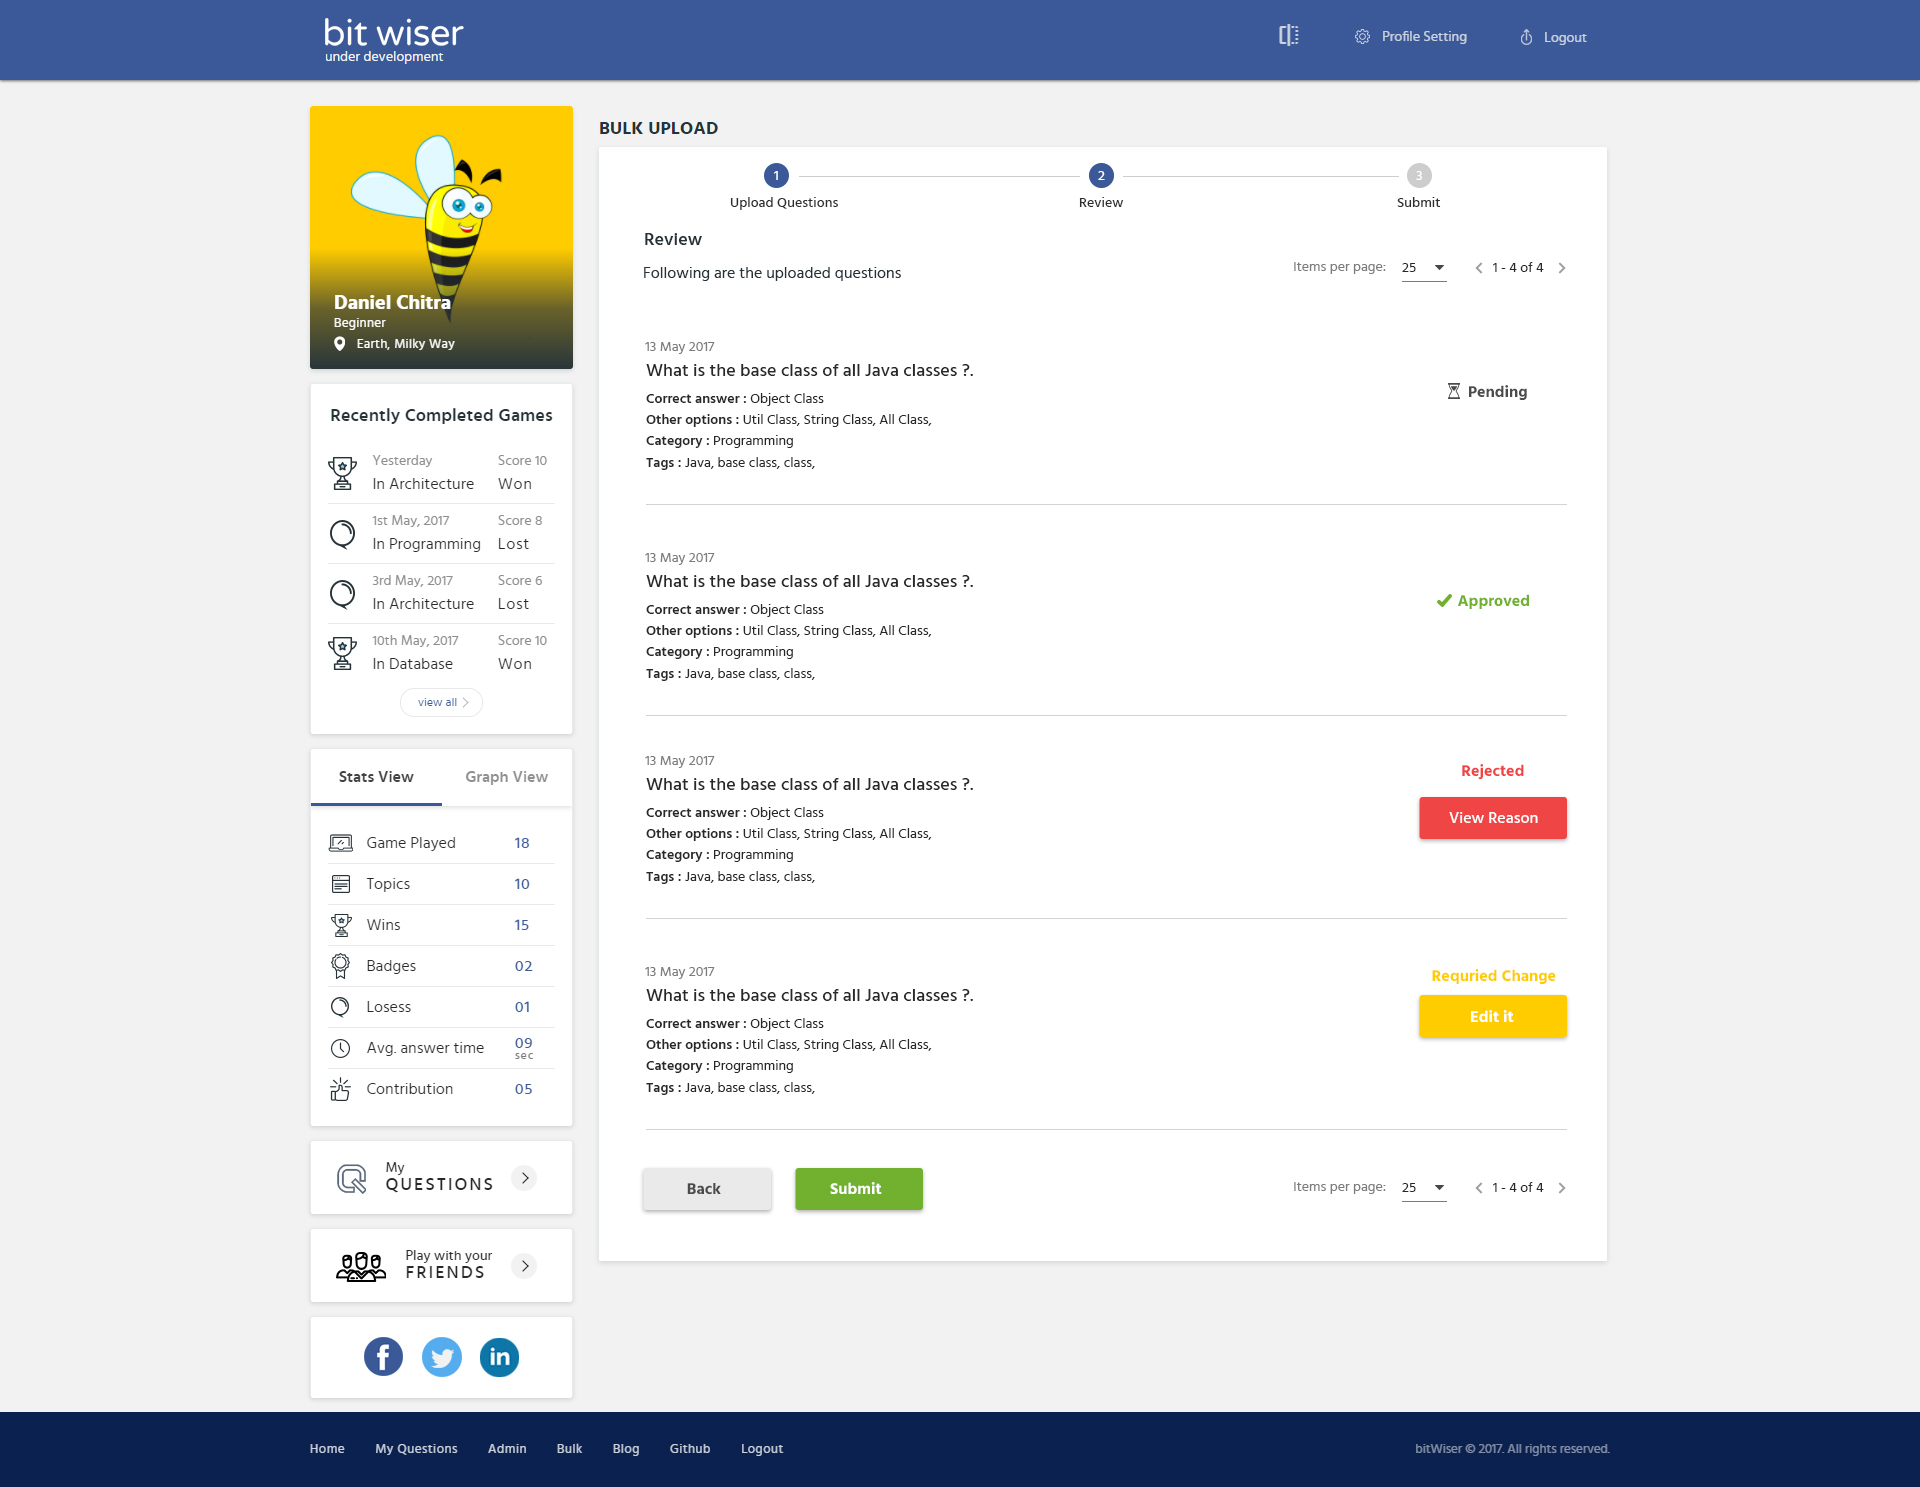 bit wiser
under development
Profile Setting
Logout
Daniel Chitra
Beginner
Earth, Milky Way
Recently Completed Games
Yesterday Score 10
In Architecture Won
1st May, 2017 Score 8
In Programming Lost
3rd May, 2017 Score 6
In Architecture Lost
10th May, 2017 Score 10
In Database Won
view all
Stats View Graph View
Game Played 18
Topics 10
Wins 15
Badges 02
Losess 01
Avg. answer time 09
sec
Contribution 05
My
QUESTIONS
Play with your
FRIENDS
f
in
BULK UPLOAD
1 2 3
Upload Questions Review Submit
Review
Following are the uploaded questions
Items per page: 25 1 - 4 of 4
13 May 2017
What is the base class of all Java classes ?.
Correct answer : Object Class
Other options : Util Class, String Class, All Class,
Category : Programming
Tags : Java, base class, class,
Pending
13 May 2017
What is the base class of all Java classes ?.
Correct answer : Object Class
Other options : Util Class, String Class, All Class,
Category : Programming
Tags : Java, base class, class,
Approved
13 May 2017
What is the base class of all Java classes ?.
Correct answer : Object Class
Other options : Util Class, String Class, All Class,
Category : Programming
Tags : Java, base class, class,
Rejected
View Reason
13 May 2017
What is the base class of all Java classes ?.
Correct answer : Object Class
Other options : Util Class, String Class, All Class,
Category : Programming
Tags : Java, base class, class,
Requried Change
Edit it
Back Submit
Items per page: 25 1 - 4 of 4
Home My Questions Admin Bulk Blog Github Logout
bitWiser © 2017. All rights reserved.